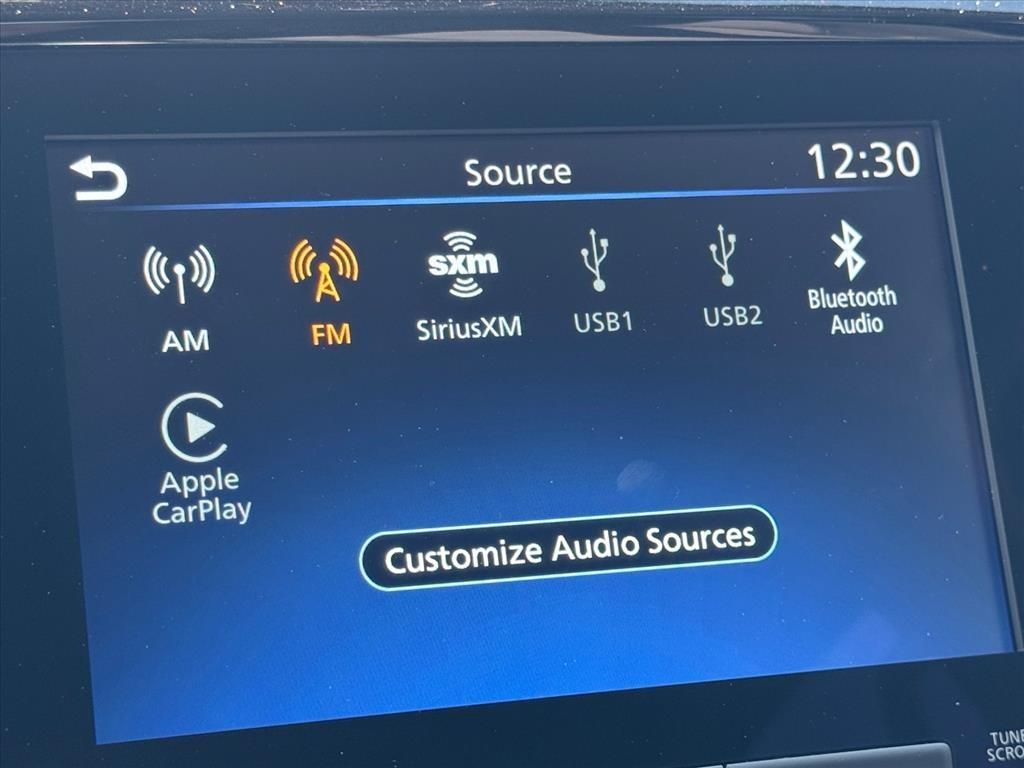 Source
12:30
sxm
AM
FM
SiriusXM
USB1
USB2
Bluetooth
Audio
Apple
CarPlay
Customize Audio Sources